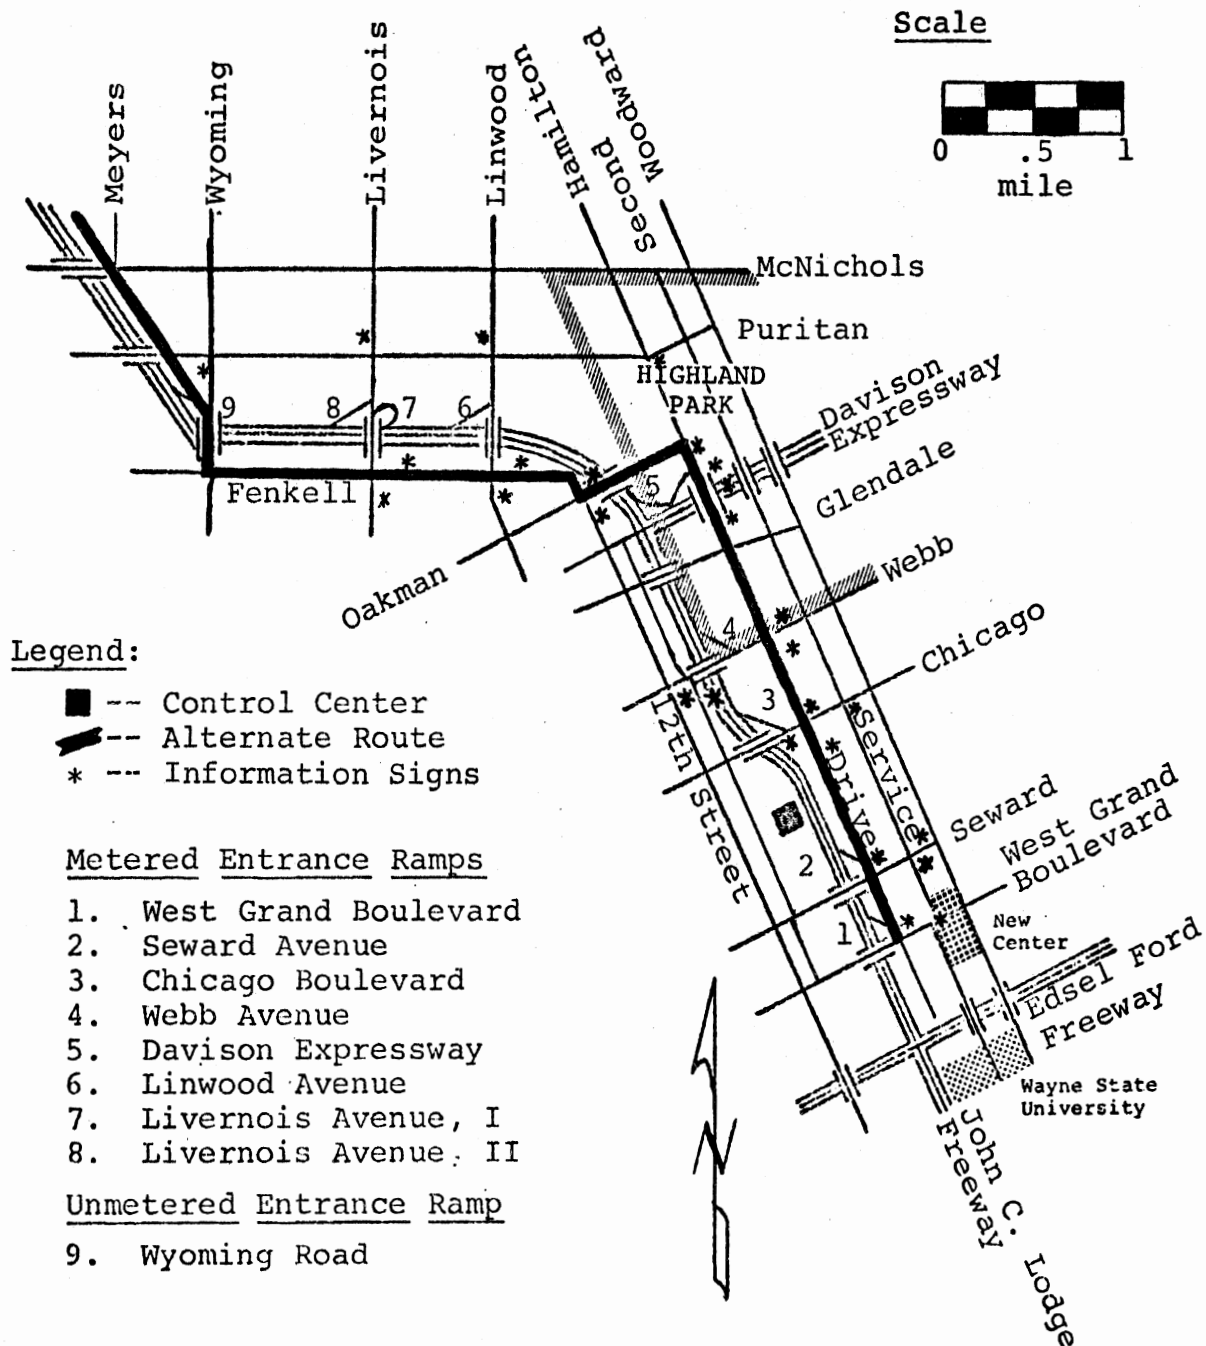 Scale
0 .5 1
mile
Meyers
Wyoming
Livernois
Linwood
Hamilton
Second
Woodward
McNichols
Puritan
HIGHLAND
PARK
Davison
Expressway
Glendale
9
8
7
6
5
Fenkell
Oakman
Webb
4
Chicago
3
12th Street
Service
Drive
Seward
West Grand
Boulevard
2
1
New
Center
Edsel Ford
Freeway
Wayne State
University
John C. Lodge
Freeway
N
Legend:
-- Control Center
-- Alternate Route
* -- Information Signs
Metered Entrance Ramps
1. West Grand Boulevard
2. Seward Avenue
3. Chicago Boulevard
4. Webb Avenue
5. Davison Expressway
6. Linwood Avenue
7. Livernois Avenue, I
8. Livernois Avenue, II
Unmetered Entrance Ramp
9. Wyoming Road